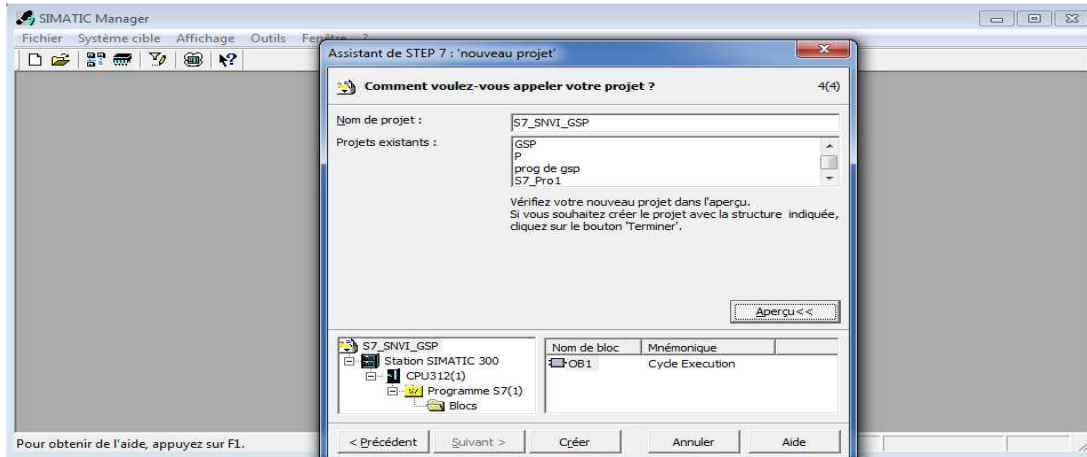 SIMATIC Manager
Fichier Système cible Affichage Outils Fenêtre ?
Assistant de STEP 7 : 'nouveau projet'
Comment voulez-vous appeler votre projet ? 4(4)
Nom de projet : S7_SNVI_GSP
Projets existants : GSP
P
prog de gsp
S7_Pro1
Vérifiez votre nouveau projet dans l'aperçu.
Si vous souhaitez créer le projet avec la structure indiquée,
cliquez sur le bouton 'Terminer'.
Aperçu<<
S7_SNVI_GSP
Station SIMATIC 300
CPU312(1)
Programme S7(1)
Blocs
Nom de bloc Mnémonique
OB1 Cycle Execution
< Précédent Suivant > Créer Annuler Aide
Pour obtenir de l'aide, appuyez sur F1.